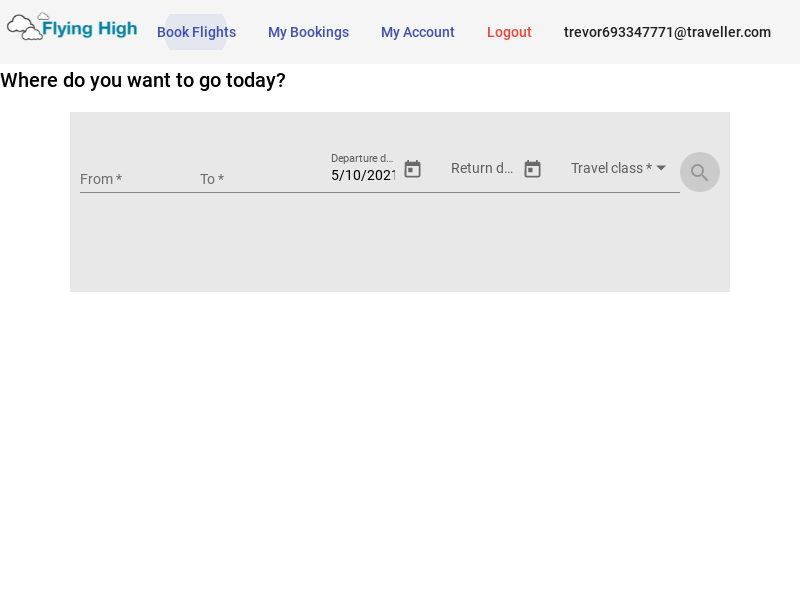 Flying High
Book Flights
My Bookings
My Account
Logout
trevor693347771@traveller.com
Where do you want to go today?
From *
To *
Departure d...
5/10/2021
Return d...
Travel class *